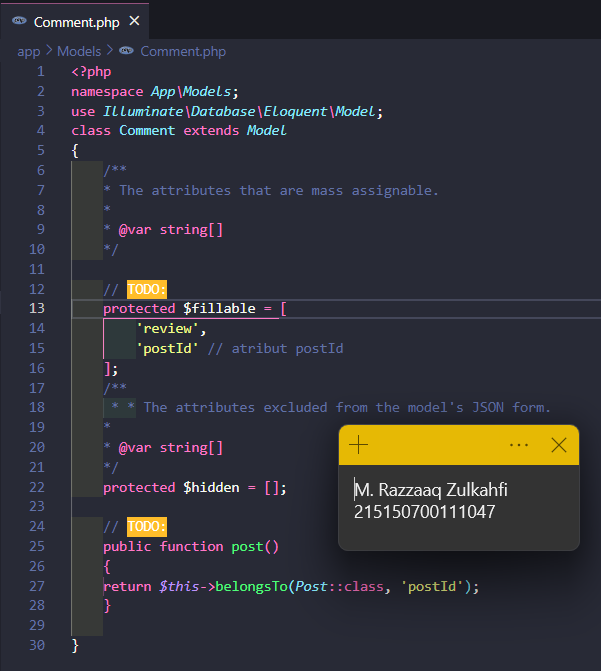 Comment.php ×
app > Models > Comment.php
1 <?php
2 namespace App\Models;
3 use Illuminate\Database\Eloquent\Model;
4 class Comment extends Model
5 {
6 /**
7 * The attributes that are mass assignable.
8 *
9 * @var string[]
10 */
11
12 // TODO:
13 protected $fillable = [
14 'review',
15 'postId' // atribut postId
16 ];
17 /**
18 * * The attributes excluded from the model's JSON form.
19 *
20 * @var string[]
21 */
22 protected $hidden = [];
23
24 // TODO:
25 public function post()
26 {
27 return $this->belongsTo(Post::class, 'postId');
28 }
29
30 }
M. Razzaaq Zulkahfi
215150700111047